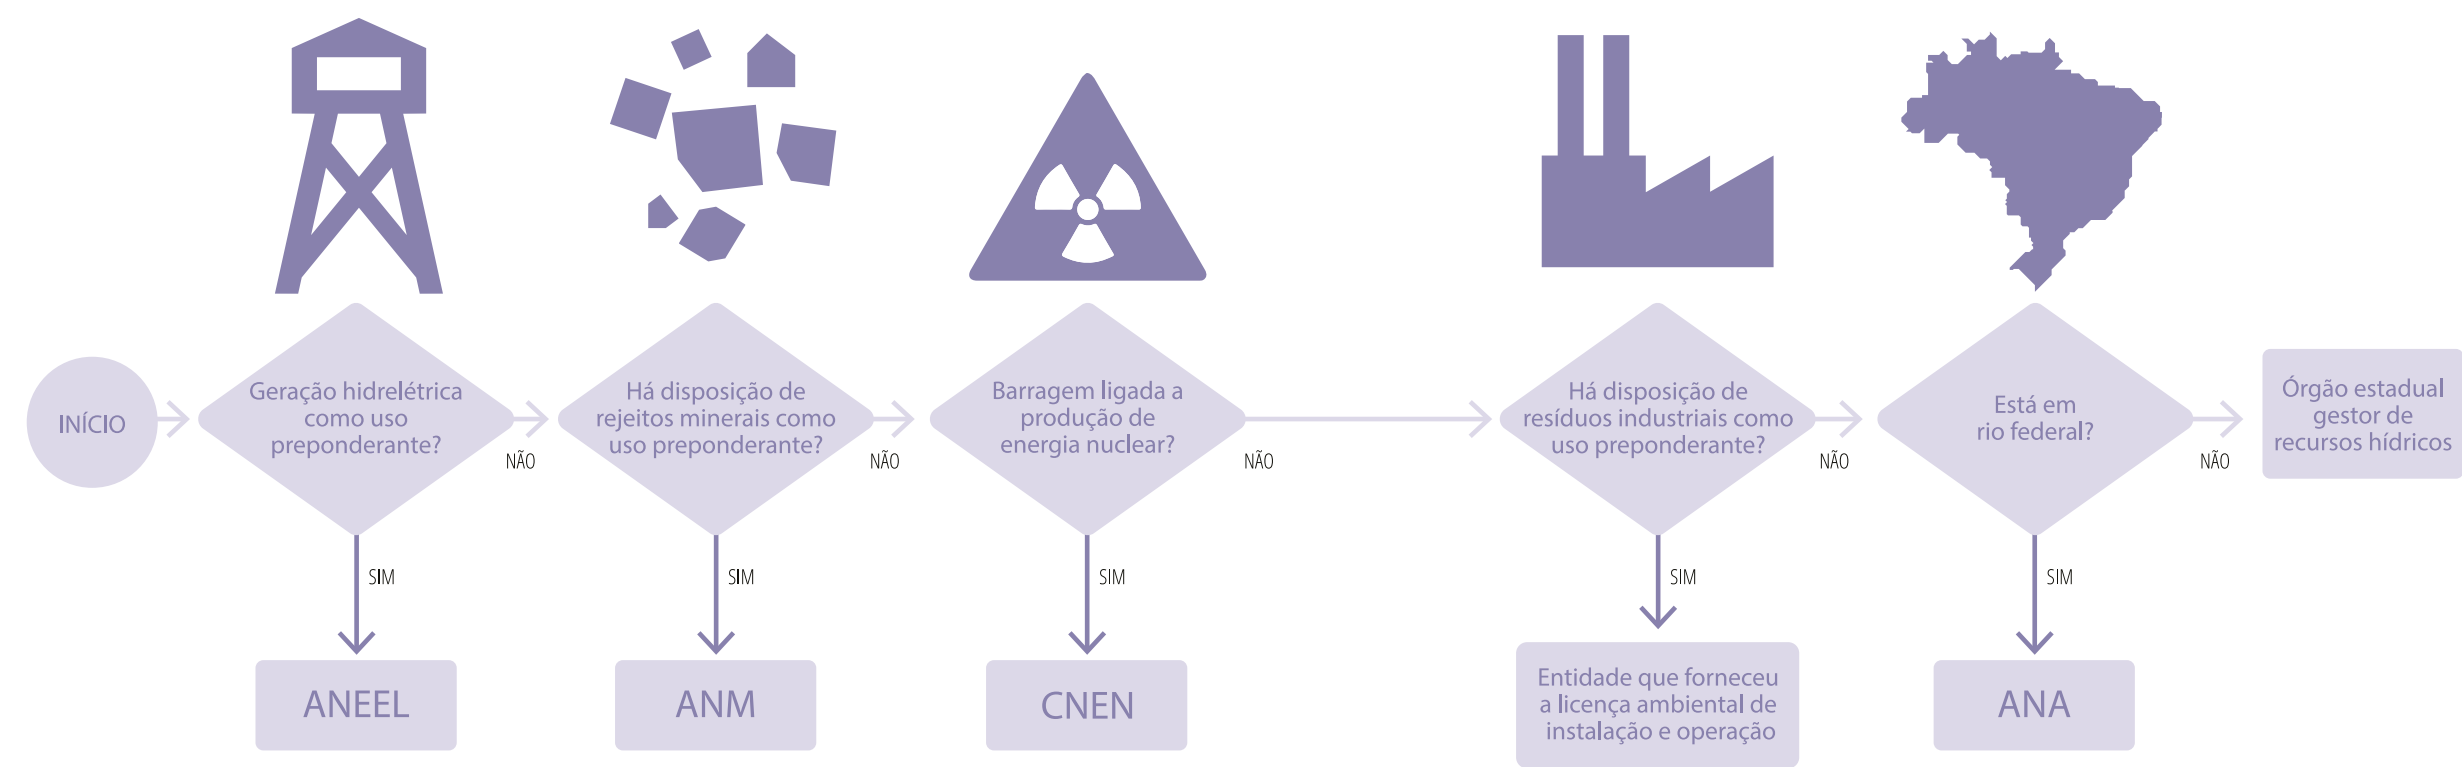 INÍCIO
Geração hidrelétrica
como uso
preponderante?
NÃO
SIM
ANEEL
Há disposição de
rejeitos minerais como
uso preponderante?
NÃO
SIM
ANM
Barragem ligada a
produção de
energia nuclear?
NÃO
SIM
CNEN
Há disposição de
resíduos industriais como
uso preponderante?
NÃO
SIM
Entidade que forneceu
a licença ambiental de
instalação e operação
Está em
rio federal?
NÃO
SIM
ANA
Órgão estadual
gestor de
recursos hídricos